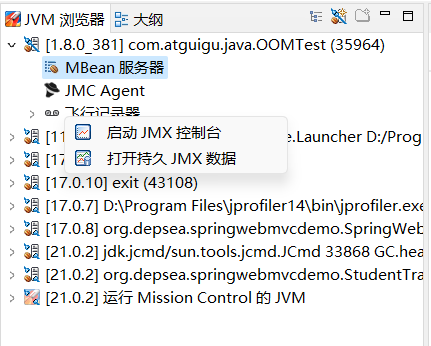 JVM 浏览器 大纲
[1.8.0_381] com.atguigu.java.OOMTest (35964)
MBean 服务器
JMC Agent
飞行记录器
启动 JMX 控制台
打开持久 JMX 数据
[11 e.Launcher D:/Prog
[17.0.10] exit (43108)
[17.0.7] D:\Program Files\jprofiler14\bin\jprofiler.exe
[17.0.8] org.depsea.springwebmvcdemo.SpringWeb
[21.0.2] jdk.jcmd/sun.tools.jcmd.JCmd 33868 GC.hea
[21.0.2] org.depsea.springwebmvcdemo.StudentTra
[21.0.2] 运行 Mission Control 的 JVM